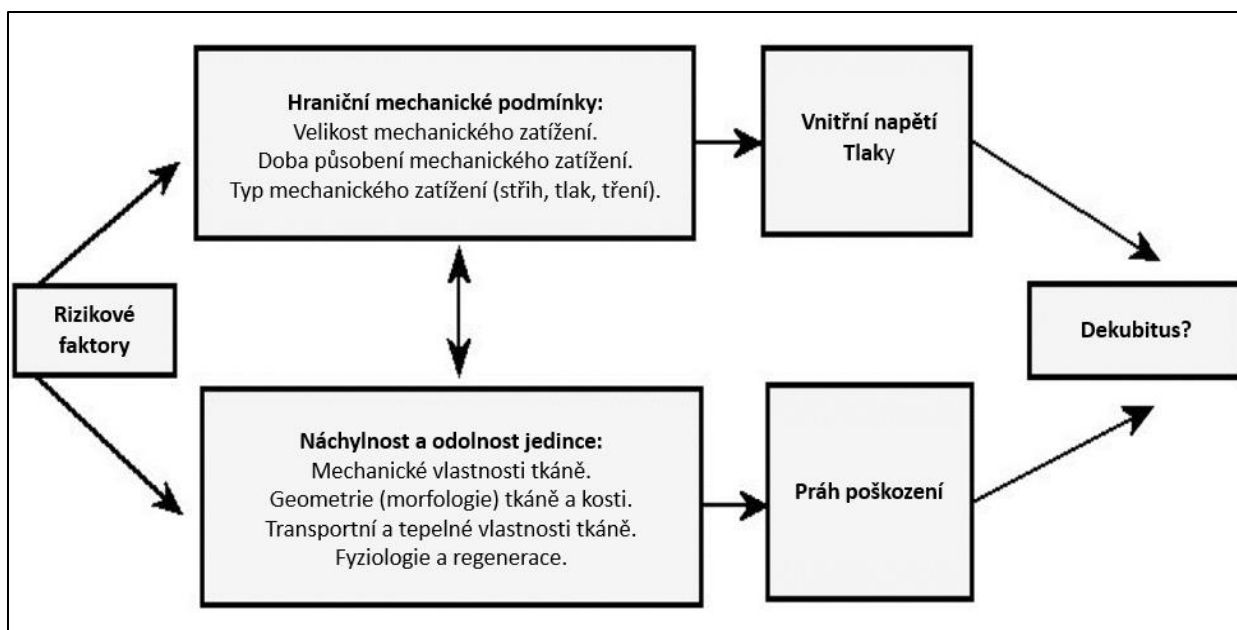 Hraniční mechanické podmínky:
Velikost mechanického zatížení.
Doba působení mechanického zatížení.
Typ mechanického zatížení (střih, tlak, tření).
Vnitřní napětí
Tlaky
Rizikové
faktory
Dekubitus?
Náchylnost a odolnost jedince:
Mechanické vlastnosti tkáně.
Geometrie (morfologie) tkáně a kosti.
Transportní a tepelné vlastnosti tkáně.
Fyziologie a regenerace.
Práh poškození